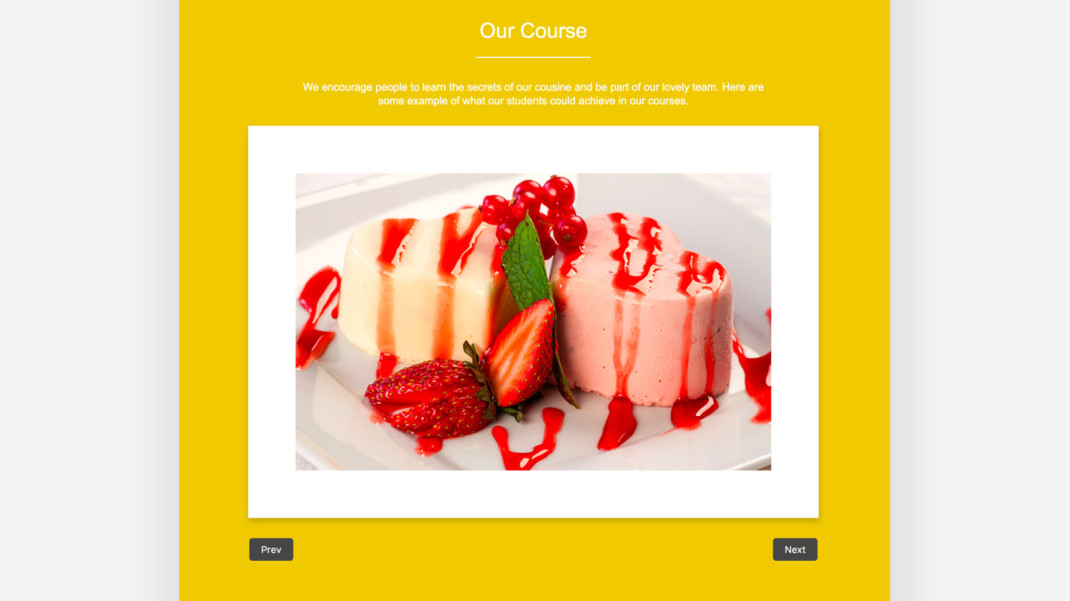 Our Course
We encourage people to learn the secrets of our cousine and be part of our lovely team. Here are
some example of what our students could achieve in our courses.
Prev
Next